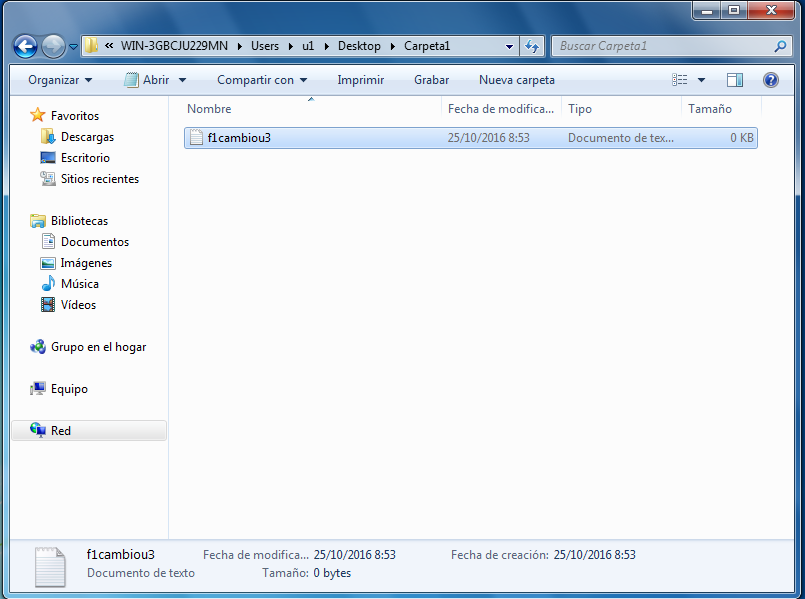 « WIN-3GBCJU229MN Users u1 Desktop Carpeta1 Buscar Carpeta1
Organizar Abrir Compartir con Imprimir Grabar Nueva carpeta
Favoritos
Descargas
Escritorio
Sitios recientes
Bibliotecas
Documentos
Imágenes
Música
Vídeos
Grupo en el hogar
Equipo
Red
Nombre Fecha de modifica... Tipo Tamaño
f1cambiou3 25/10/2016 8:53 Documento de tex... 0 KB
f1cambiou3 Fecha de modifica... 25/10/2016 8:53 Fecha de creación: 25/10/2016 8:53
Documento de texto Tamaño: 0 bytes